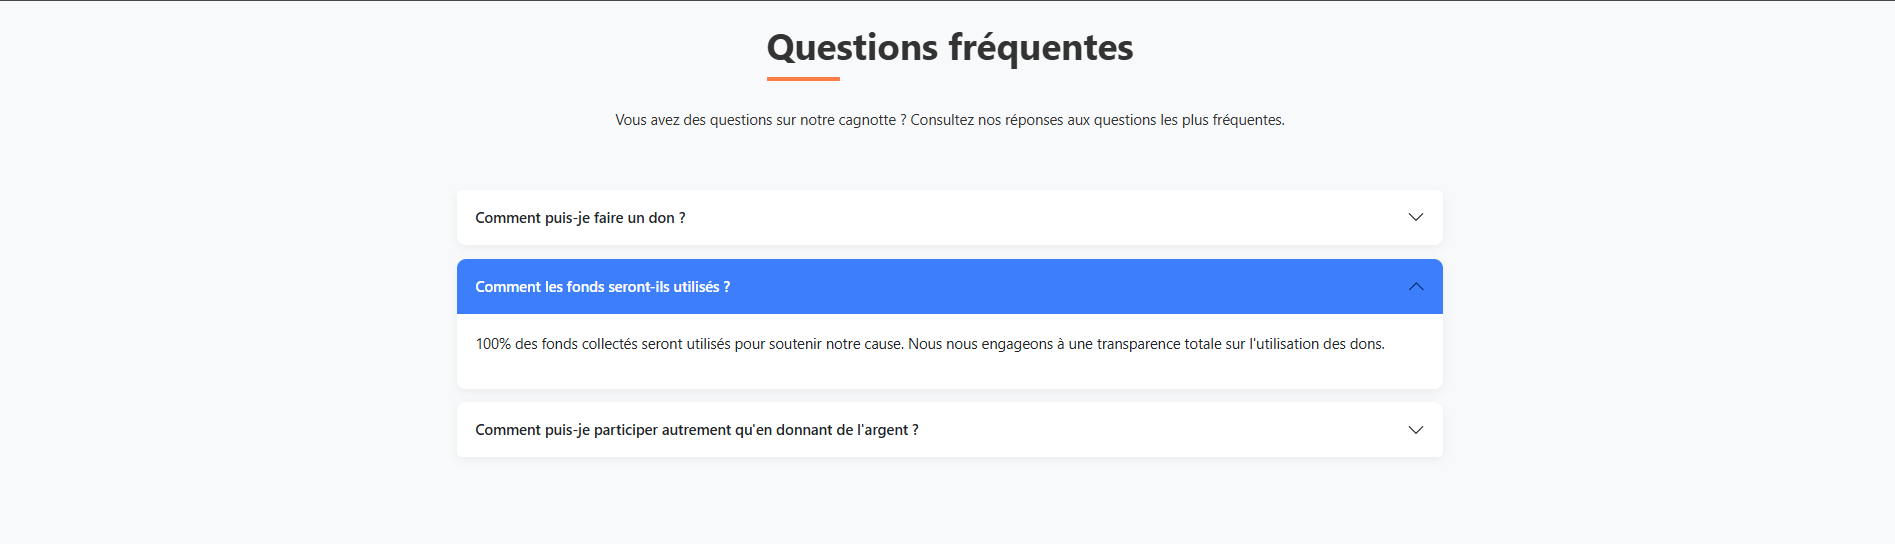 Questions fréquentes
Vous avez des questions sur notre cagnotte ? Consultez nos réponses aux questions les plus fréquentes.
Comment puis-je faire un don ?
Comment les fonds seront-ils utilisés ?
100% des fonds collectés seront utilisés pour soutenir notre cause. Nous nous engageons à une transparence totale sur l'utilisation des dons.
Comment puis-je participer autrement qu'en donnant de l'argent ?